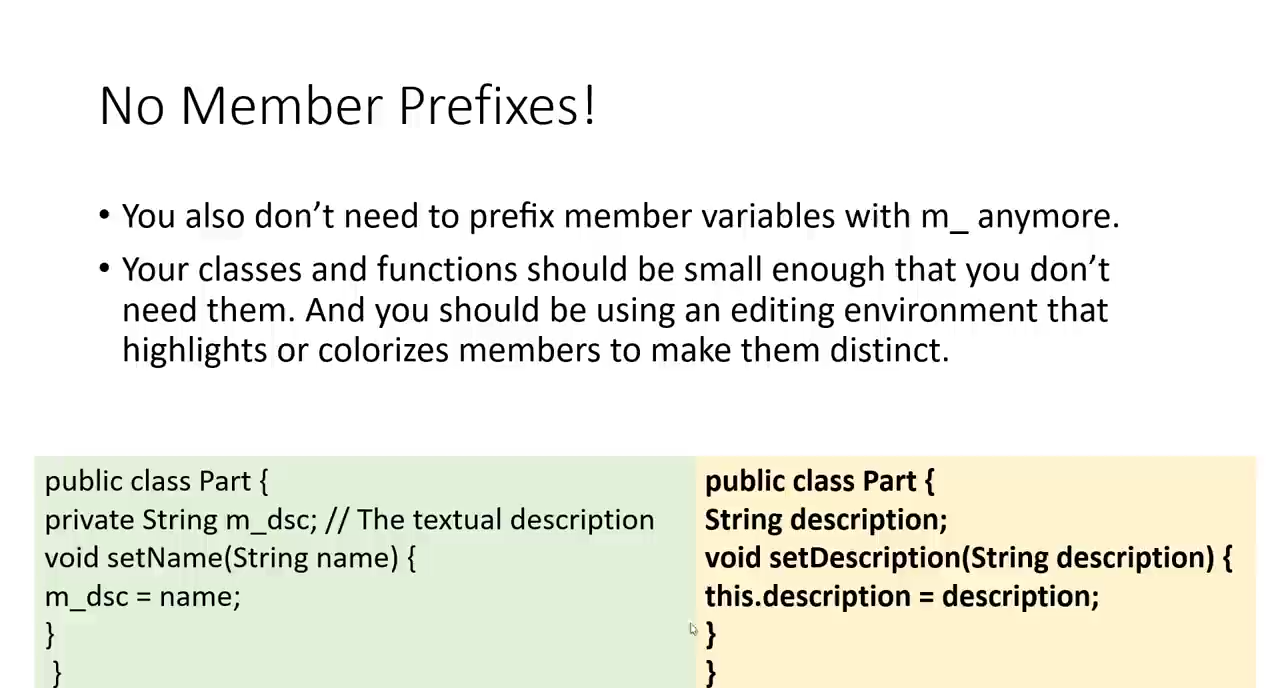 No Member Prefixes!
• You also don’t need to prefix member variables with m_ anymore.
• Your classes and functions should be small enough that you don’t
need them. And you should be using an editing environment that
highlights or colorizes members to make them distinct.
public class Part {
private String m_dsc; // The textual description
void setName(String name) {
m_dsc = name;
}
}
public class Part {
String description;
void setDescription(String description) {
this.description = description;
}
}